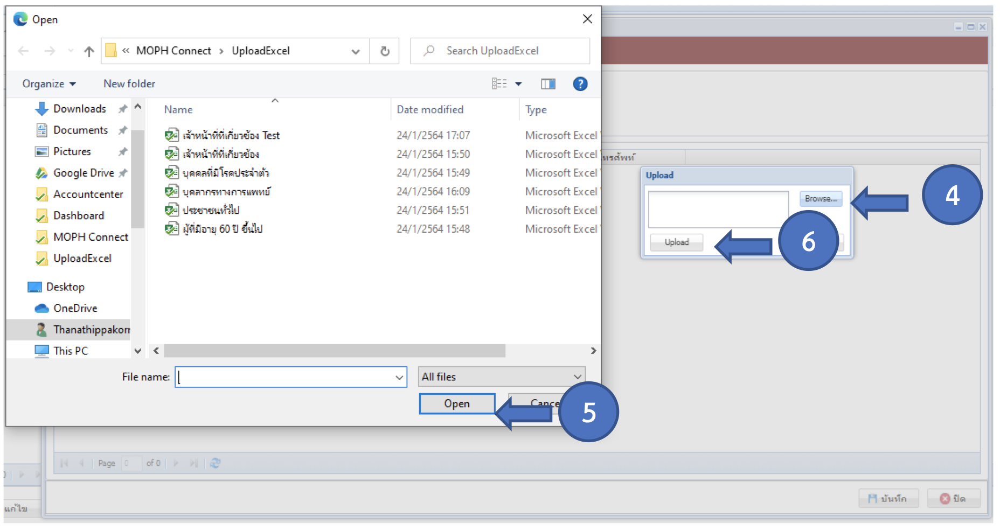 Open
« MOPH Connect › UploadExcel
Search UploadExcel
Organize
New folder
Downloads
Documents
Pictures
Google Drive
Accountcenter
Dashboard
MOPH Connect
UploadExcel
Desktop
OneDrive
Thanathippakorn
This PC
Name Date modified Type
เจ้าหน้าที่ที่เกี่ยวข้อง Test 24/1/2564 17:07 Microsoft Excel
เจ้าหน้าที่ที่เกี่ยวข้อง 24/1/2564 15:50 Microsoft Excel
บุคคลที่มีโรคประจำตัว 24/1/2564 15:49 Microsoft Excel
บุคลากรทางการแพทย์ 24/1/2564 16:09 Microsoft Excel
ประชาชนทั่วไป 24/1/2564 15:51 Microsoft Excel
ผู้ที่มีอายุ 60 ปี ขึ้นไป 24/1/2564 15:48 Microsoft Excel
File name:
All files
Open
Cance
5
ทรศัพท์
Upload
Browse...
4
Upload
6
Page 0 of 0
บันทึก
ปิด
แก้ไข